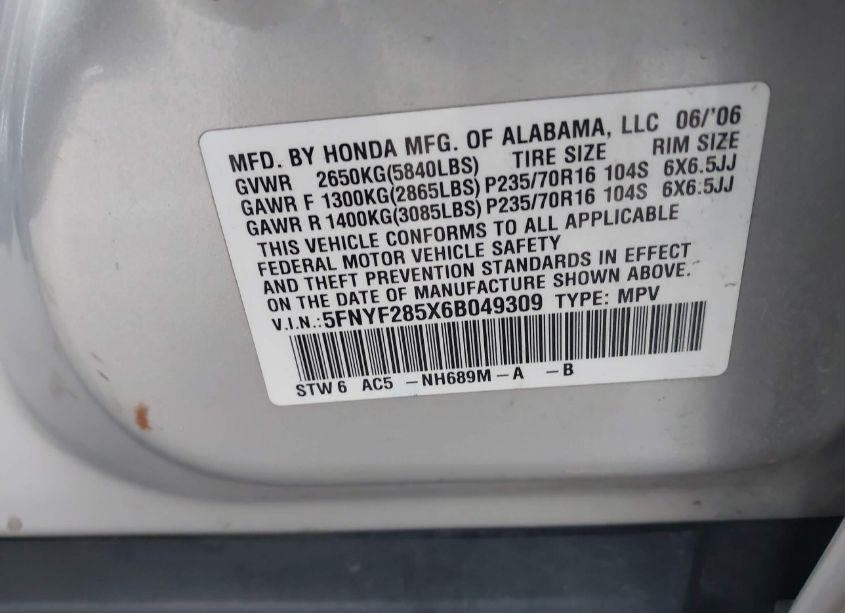 MFD. BY HONDA MFG. OF ALABAMA, LLC 06/'06
GVWR 2650KG(5840LBS) TIRE SIZE RIM SIZE
GAWR F 1300KG(2865LBS) P235/70R16 104S 6X6.5JJ
GAWR R 1400KG(3085LBS) P235/70R16 104S 6X6.5JJ
THIS VEHICLE CONFORMS TO ALL APPLICABLE
FEDERAL MOTOR VEHICLE SAFETY
AND THEFT PREVENTION STANDARDS IN EFFECT
ON THE DATE OF MANUFACTURE SHOWN ABOVE.
V.I.N.:5FNYF285X6B049309 TYPE: MPV
STW6 AC5 -NH689M-A -B